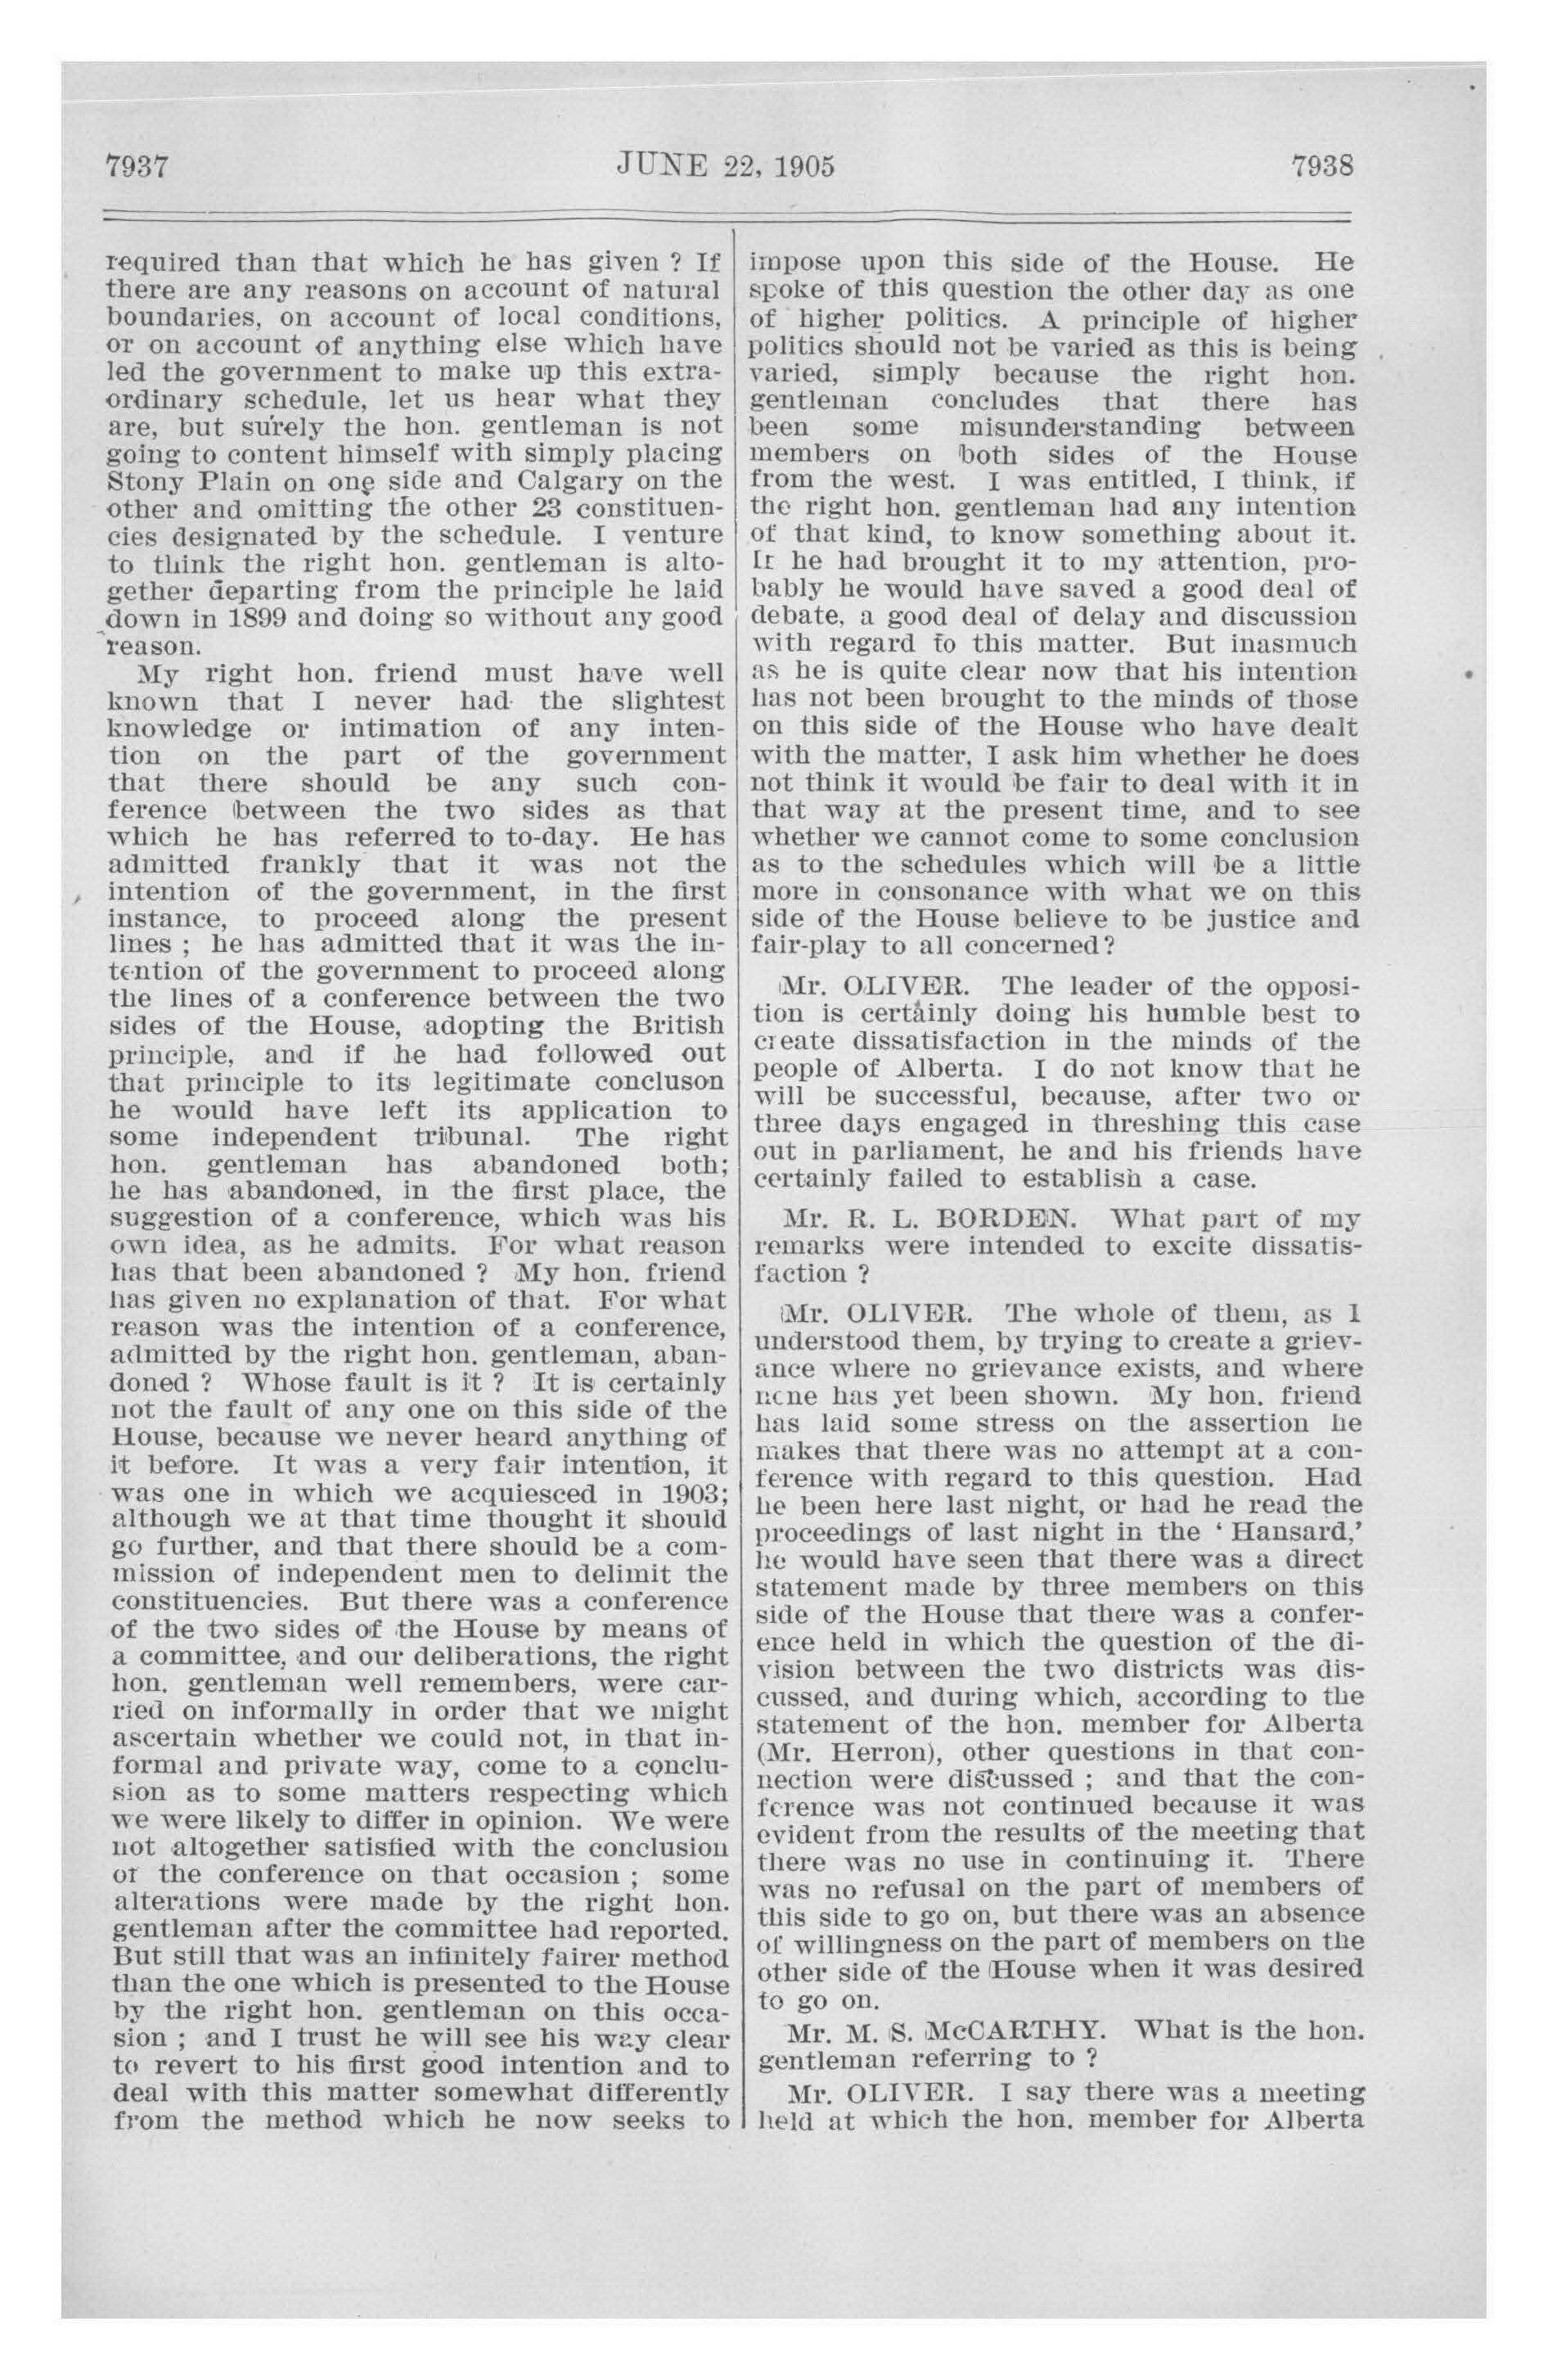 7937 JUNE 22, 1905 7938
required than that which he has given ? If
there are any reasons on account of natural
boundaries, on account of local conditions,
or on account of anything else which have
led the government to make up this extra-
ordinary schedule, let us hear what they
are, but surely the hon. gentleman is not
going to content himself with simply placing
Stony Plain on one side and Calgary on the
other and omitting the other 23 constituen-
cies designated by the schedule. I venture
to think the right hon. gentleman is alto-
gether departing from the principle he laid
down in 1899 and doing so without any good
reason.
My right hon. friend must have well
known that I never had the slightest
knowledge or intimation of any inten-
tion on the part of the government
that there should be any such con-
ference between the two sides as that
which he has referred to to-day. He has
admitted frankly that it was not the
intention of the government, in the first
instance, to proceed along the present
lines ; he has admitted that it was the in-
tention of the government to proceed along
the lines of a conference between the two
sides of the House, adopting the British
principle, and if he had followed out
that principle to its legitimate concluson
he would have left its application to
some independent tribunal. The right
hon. gentleman has abandoned both;
he has abandoned, in the first place, the
suggestion of a conference, which was his
own idea, as he admits. For what reason
has that been abandoned ? My hon. friend
has given no explanation of that. For what
reason was the intention of a conference,
admitted by the right hon. gentleman, aban-
doned ? Whose fault is it ? It is certainly
not the fault of any one on this side of the
House, because we never heard anything of
it before. It was a very fair intention, it
was one in which we acquiesced in 1903;
although we at that time thought it should
go further, and that there should be a com-
mission of independent men to delimit the
constituencies. But there was a conference
of the two sides of the House by means of
a committee, and our deliberations, the right
hon. gentleman well remembers, were car-
ried on informally in order that we might
ascertain whether we could not, in that in-
formal and private way, come to a conclu-
sion as to some matters respecting which
we were likely to differ in opinion. We were
not altogether satisfied with the conclusion
of the conference on that occasion ; some
alterations were made by the right hon.
gentleman after the committee had reported.
But still that was an infinitely fairer method
than the one which is presented to the House
by the right hon. gentleman on this occa-
sion ; and I trust he will see his way clear
to revert to his first good intention and to
deal with this matter somewhat differently
from the method which he now seeks to
impose upon this side of the House. He
spoke of this question the other day as one
of higher politics. A principle of higher
politics should not be varied as this is being
varied, simply because the right hon.
gentleman concludes that there has
been some misunderstanding between
members on both sides of the House
from the west. I was entitled, I think, if
the right hon. gentleman had any intention
of that kind, to know something about it.
If he had brought it to my attention, pro-
bably he would have saved a good deal of
debate, a good deal of delay and discussion
with regard to this matter. But inasmuch
as he is quite clear now that his intention
has not been brought to the minds of those
on this side of the House who have dealt
with the matter, I ask him whether he does
not think it would be fair to deal with it in
that way at the present time, and to see
whether we cannot come to some conclusion
as to the schedules which will be a little
more in consonance with what we on this
side of the House believe to be justice and
fair-play to all concerned?
Mr. OLIVER. The leader of the opposi-
tion is certainly doing his humble best to
create dissatisfaction in the minds of the
people of Alberta. I do not know that he
will be successful, because, after two or
three days engaged in threshing this case
out in parliament, he and his friends have
certainly failed to establish a case.
Mr. R. L. BORDEN. What part of my
remarks were intended to excite dissatis-
faction ?
Mr. OLIVER. The whole of them, as I
understood them, by trying to create a griev-
ance where no grievance exists, and where
none has yet been shown. My hon. friend
has laid some stress on the assertion he
makes that there was no attempt at a con-
ference with regard to this question. Had
he been here last night, or had he read the
proceedings of last night in the ‘ Hansard,’
he would have seen that there was a direct
statement made by three members on this
side of the House that there was a confer-
ence held in which the question of the di-
vision between the two districts was dis-
cussed, and during which, according to the
statement of the hon. member for Alberta
(Mr. Herron), other questions in that con-
nection were discussed ; and that the con-
ference was not continued because it was
evident from the results of the meeting that
there was no use in continuing it. There
was no refusal on the part of members of
this side to go on, but there was an absence
of willingness on the part of members on the
other side of the House when it was desired
to go on.
Mr. M. S. McCARTHY. What is the hon.
gentleman referring to ?
Mr. OLIVER. I say there was a meeting
held at which the hon. member for Alberta